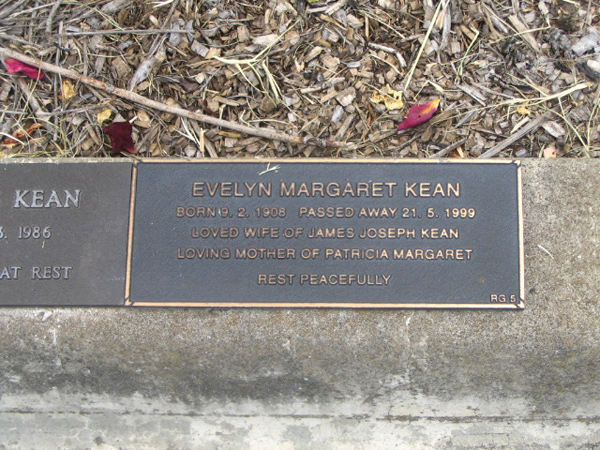 KEAN
1986
AT REST
EVELYN MARGARET KEAN
BORN 9. 2. 1908 PASSED AWAY 21. 5. 1999
LOVED WIFE OF JAMES JOSEPH KEAN
LOVING MOTHER OF PATRICIA MARGARET
REST PEACEFULLY
RG 5